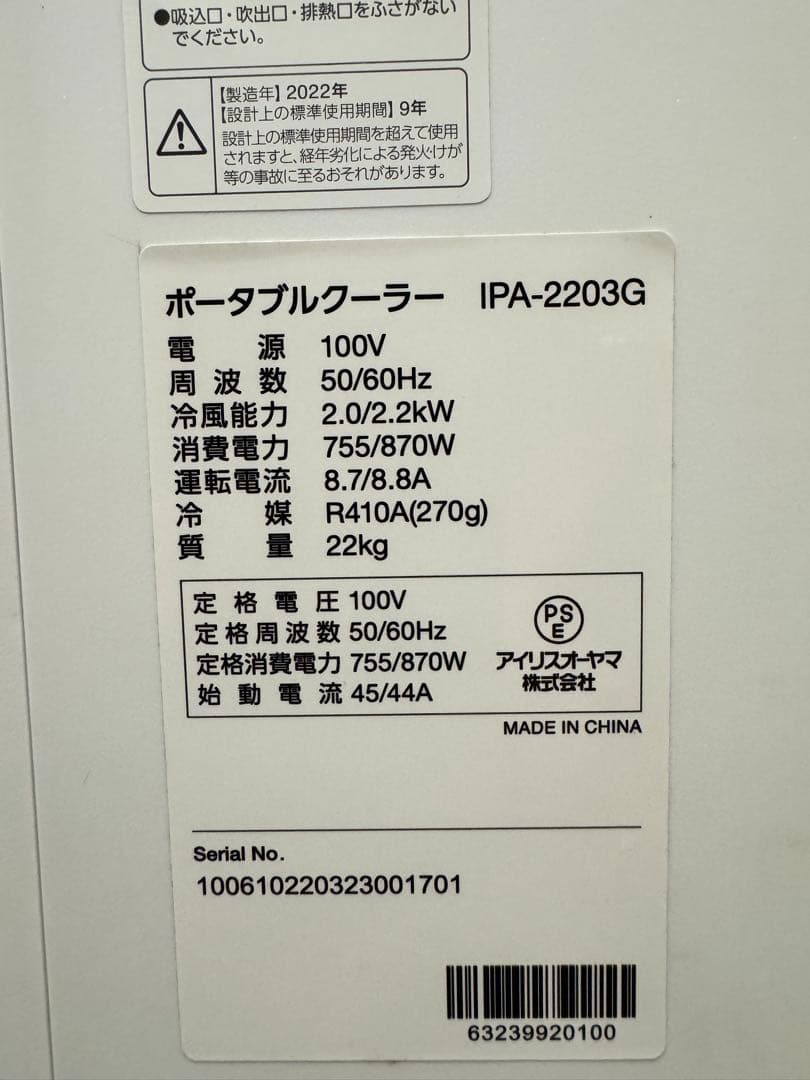 ●吸込口・吹出口・排熱口をふさがない
でください。
【製造年】2022年
【設計上の標準使用期間】9年
設計上の標準使用期間を超えて使用
されますと、経年劣化による発火・けが
等の事故に至るおそれがあります。
ポータブルクーラー IPA-2203G
電源 100V
周波数 50/60Hz
冷風能力 2.0/2.2kW
消費電力 755/870W
運転電流 8.7/8.8A
冷媒 R410A(270g)
質量 22kg
定格電圧 100V
定格周波数 50/60Hz
定格消費電力 755/870W
始動電流 45/44A
PS
E
アイリスオーヤマ
株式会社
MADE IN CHINA
Serial No.
100610220323001701
63239920100